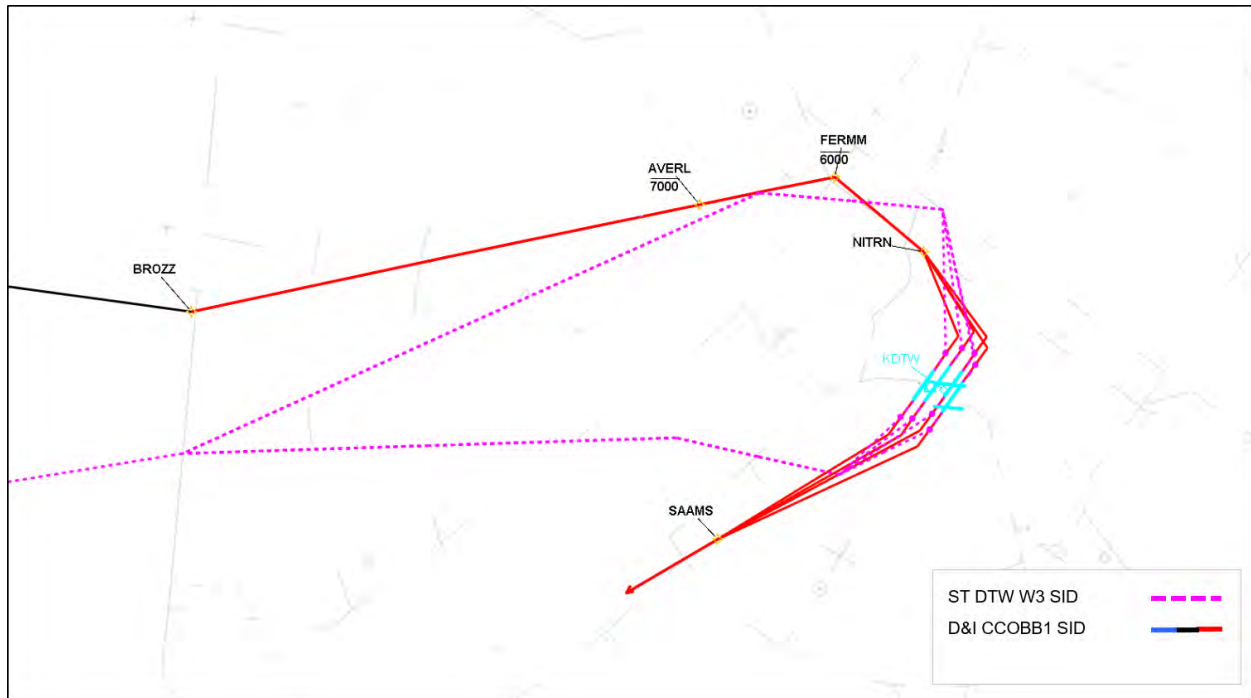 FERMM
6000
AVERL
7000
NITRN
BROZZ
KDTW
SAAMS
ST DTW W3 SID
D&I CCOBB1 SID